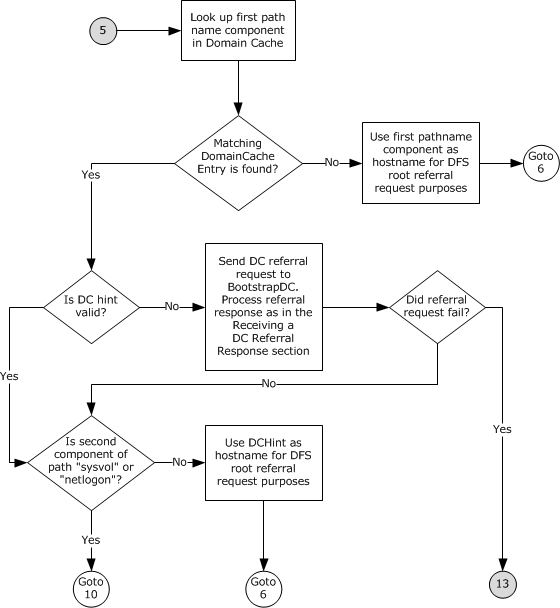 5
Look up first path
name component
in Domain Cache
Matching
DomainCache
Entry is found?
No
Use first pathname
component as
hostname for DFS
root referral
request purposes
Goto
6
Yes
Is DC hint
valid?
No
Send DC referral
request to
BootstrapDC.
Process referral
response as in the
Receiving a
DC Referral
Response section
Did referral
request fail?
Yes
No
Yes
Is second
component of
path "sysvol" or
"netlogon"?
No
Use DCHint as
hostname for DFS
root referral
request purposes
Yes
Goto
10
Goto
6
13